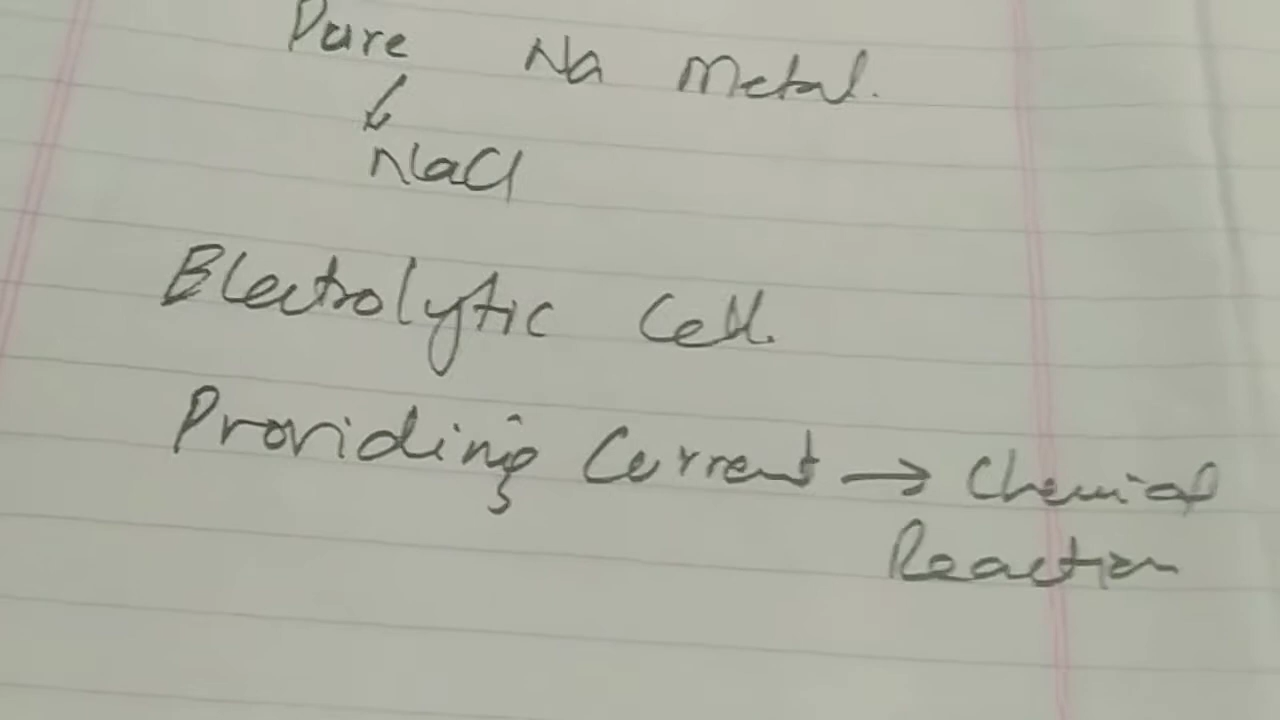 Pure Na Metal.
NaCl
Electrolytic Cell.
Providing Current → Chemical
Reaction